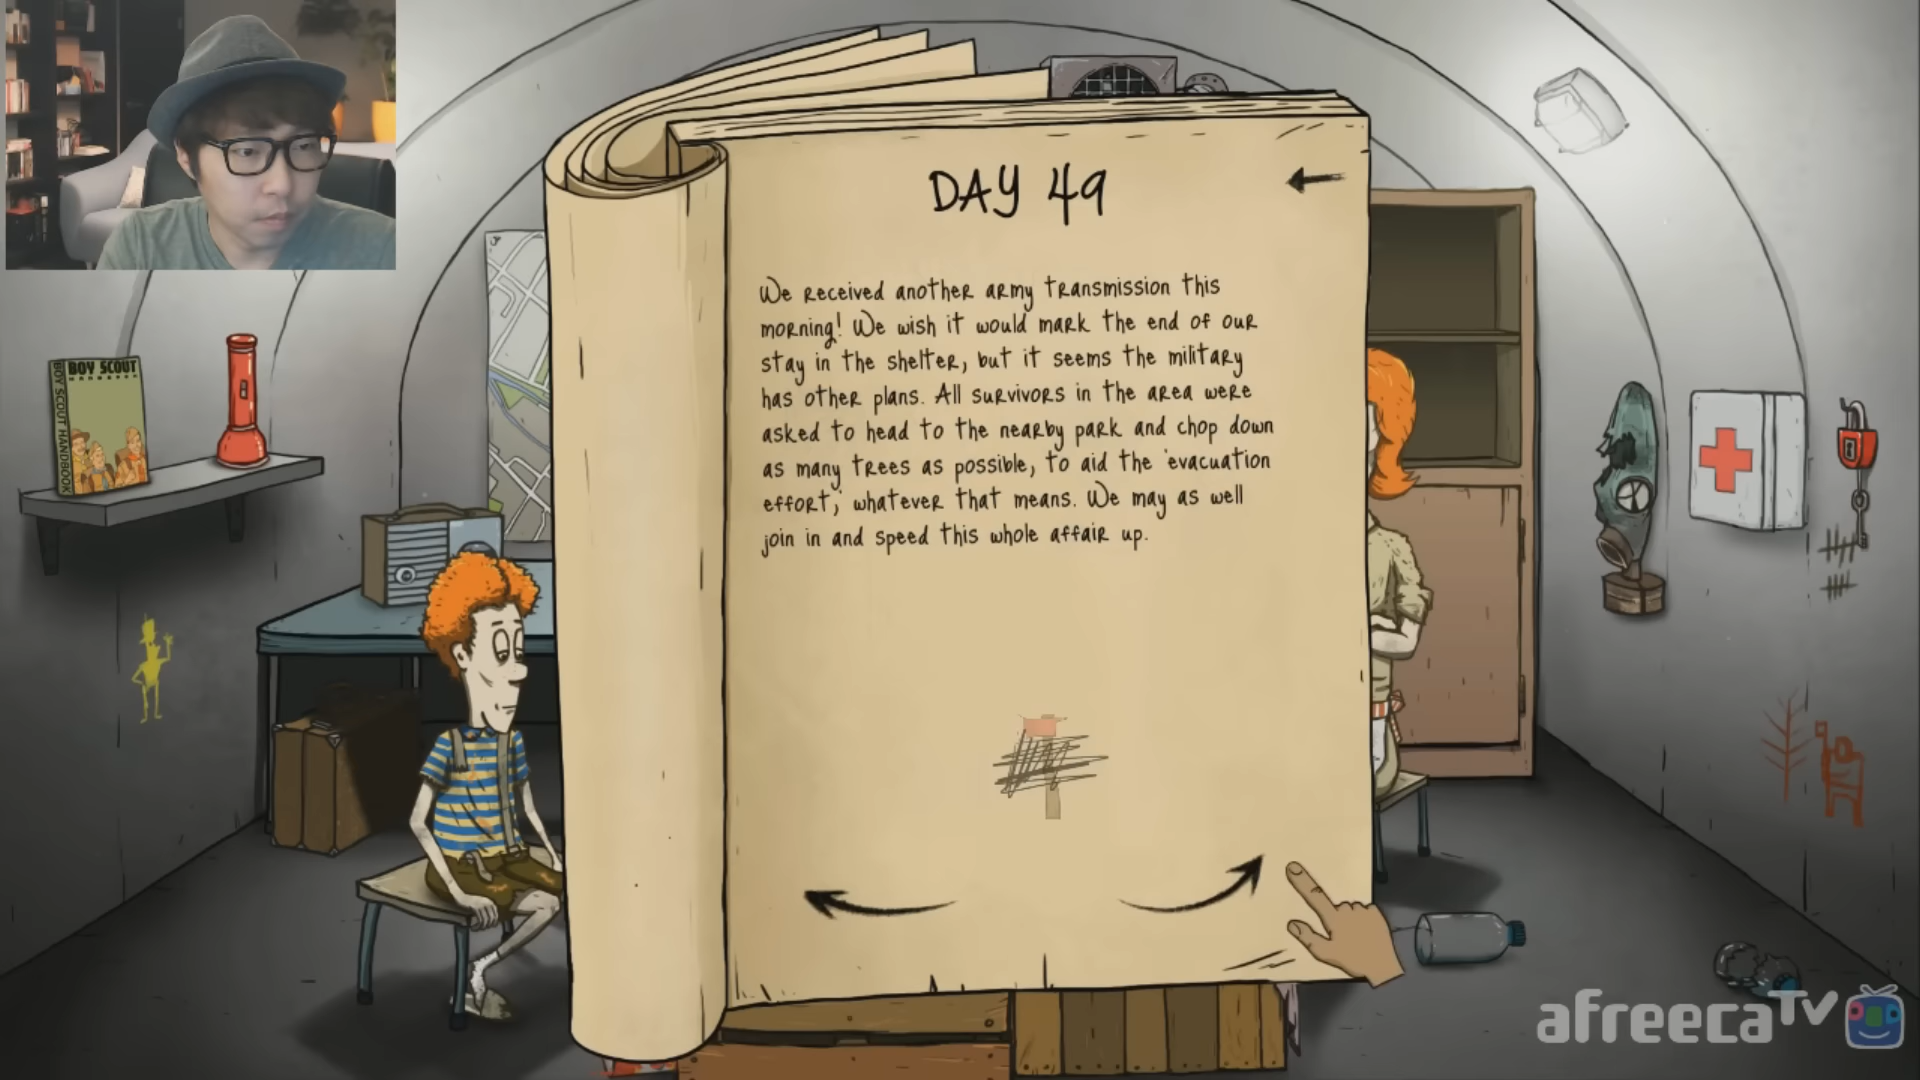 DAY 49
We received another army transmission this
morning! We wish it would mark the end of our
stay in the shelter, but it seems the military
has other plans. All survivors in the area were
asked to head to the nearby park and chop down
as many trees as possible, to aid the 'evacuation
effort,' whatever that means. We may as well
join in and speed this whole affair up.
BOY SCOUT
HANDBOOK
BOY SCOUT HANDBOOK
afreecaTV